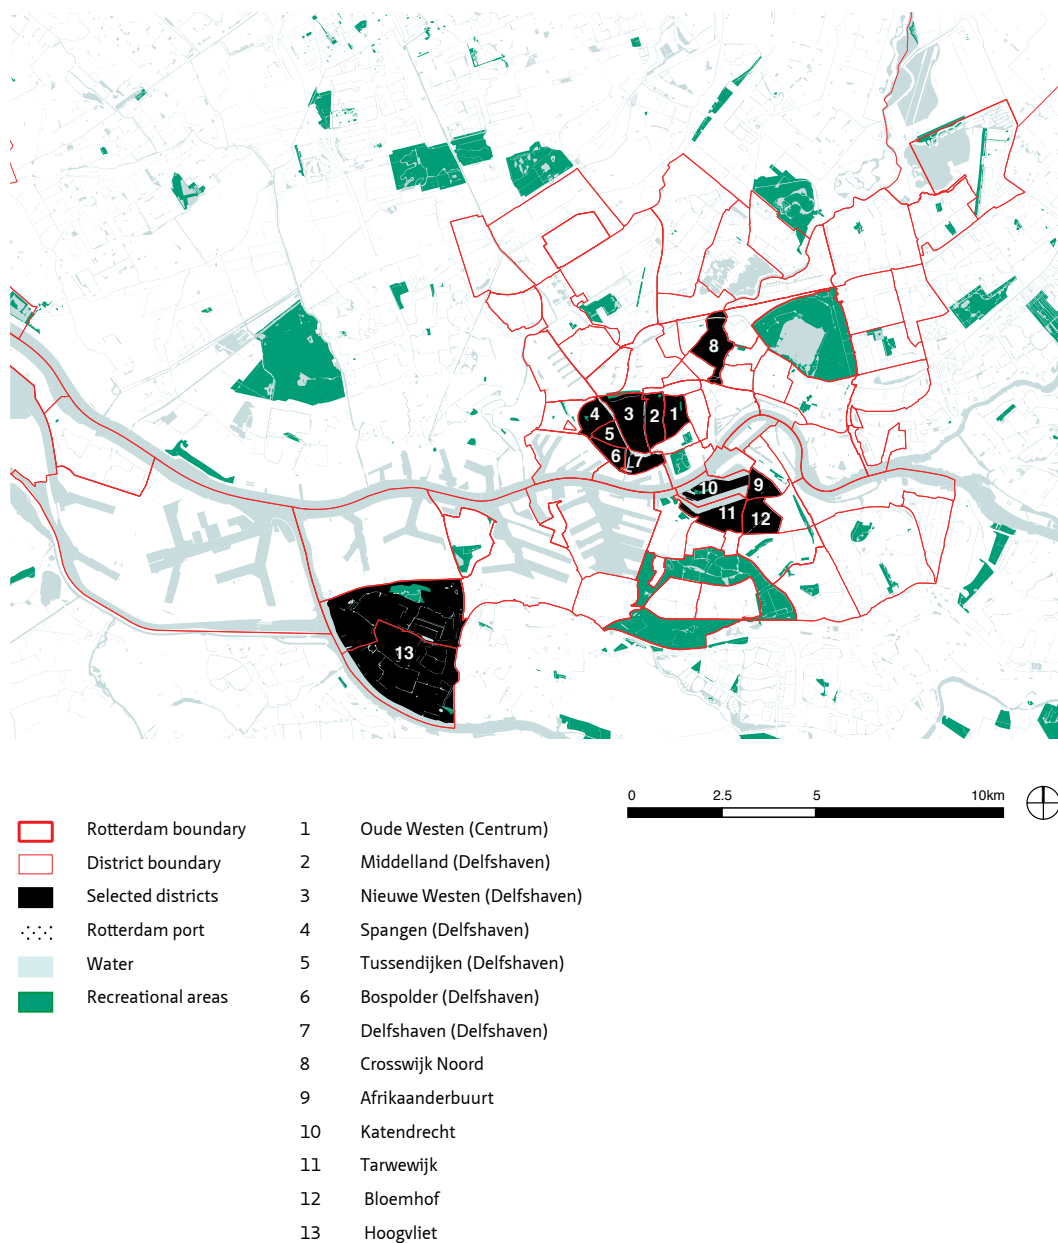 8
4
3
2
1
5
6
7
10
9
11
12
13
0 2.5 5 10km
Rotterdam boundary
District boundary
Selected districts
Rotterdam port
Water
Recreational areas
1 Oude Westen (Centrum)
2 Middelland (Delfshaven)
3 Nieuwe Westen (Delfshaven)
4 Spangen (Delfshaven)
5 Tussendijken (Delfshaven)
6 Bospolder (Delfshaven)
7 Delfshaven (Delfshaven)
8 Crosswijk Noord
9 Afrikaanderbuurt
10 Katendrecht
11 Tarwewijk
12 Bloemhof
13 Hoogvliet